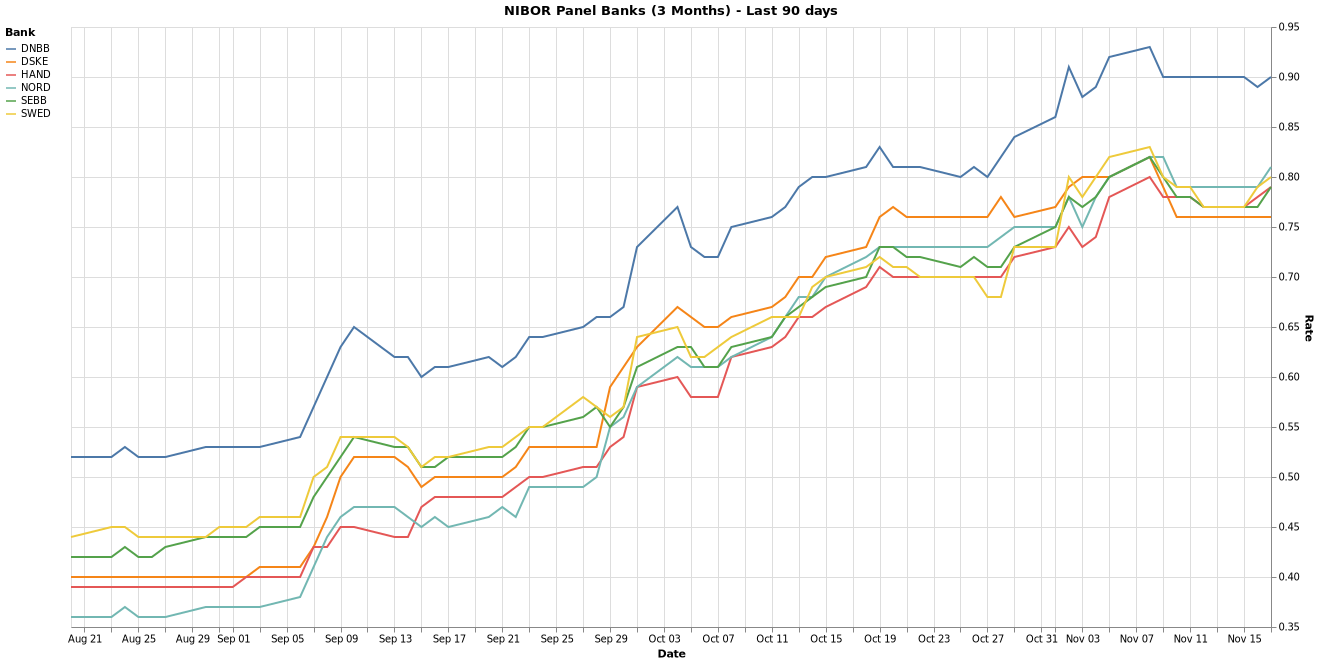 NIBOR Panel Banks (3 Months) - Last 90 days
Bank
DNBB
DSKE
HAND
NORD
SEBB
SWED
0.95
0.90
0.85
0.80
0.75
0.70
0.65
0.60
0.55
0.50
0.45
0.40
0.35
Rate
Aug 21 Aug 25 Aug 29 Sep 01 Sep 05 Sep 09 Sep 13 Sep 17 Sep 21 Sep 25 Sep 29 Oct 03 Oct 07 Oct 11 Oct 15 Oct 19 Oct 23 Oct 27 Oct 31 Nov 03 Nov 07 Nov 11 Nov 15
Date